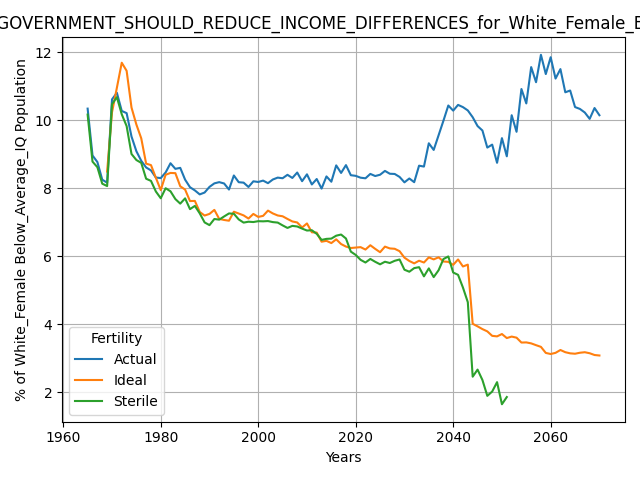 GOVERNMENT_SHOULD_REDUCE_INCOME_DIFFERENCES_for_White_Female_B
% of White_Female Below_Average_IQ Population
12
10
8
6
4
2
Fertility
Actual
Ideal
Sterile
1960 1980 2000 2020 2040 2060
Years